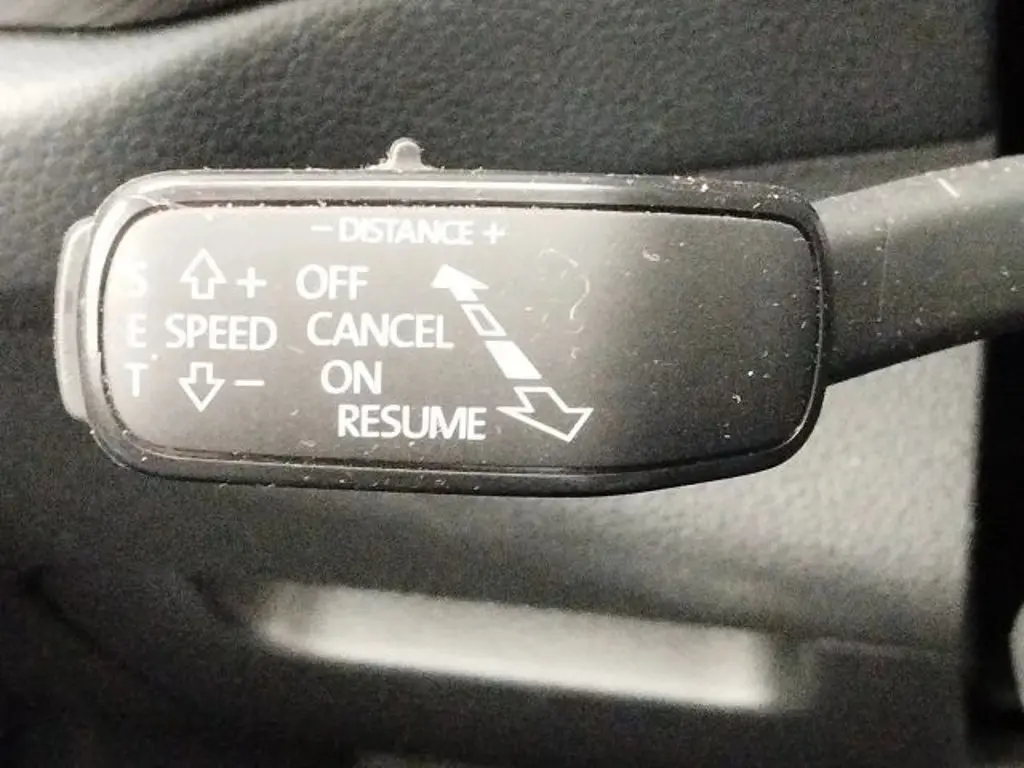 - DISTANCE +
S + OFF
E SPEED CANCEL
T - ON
RESUME